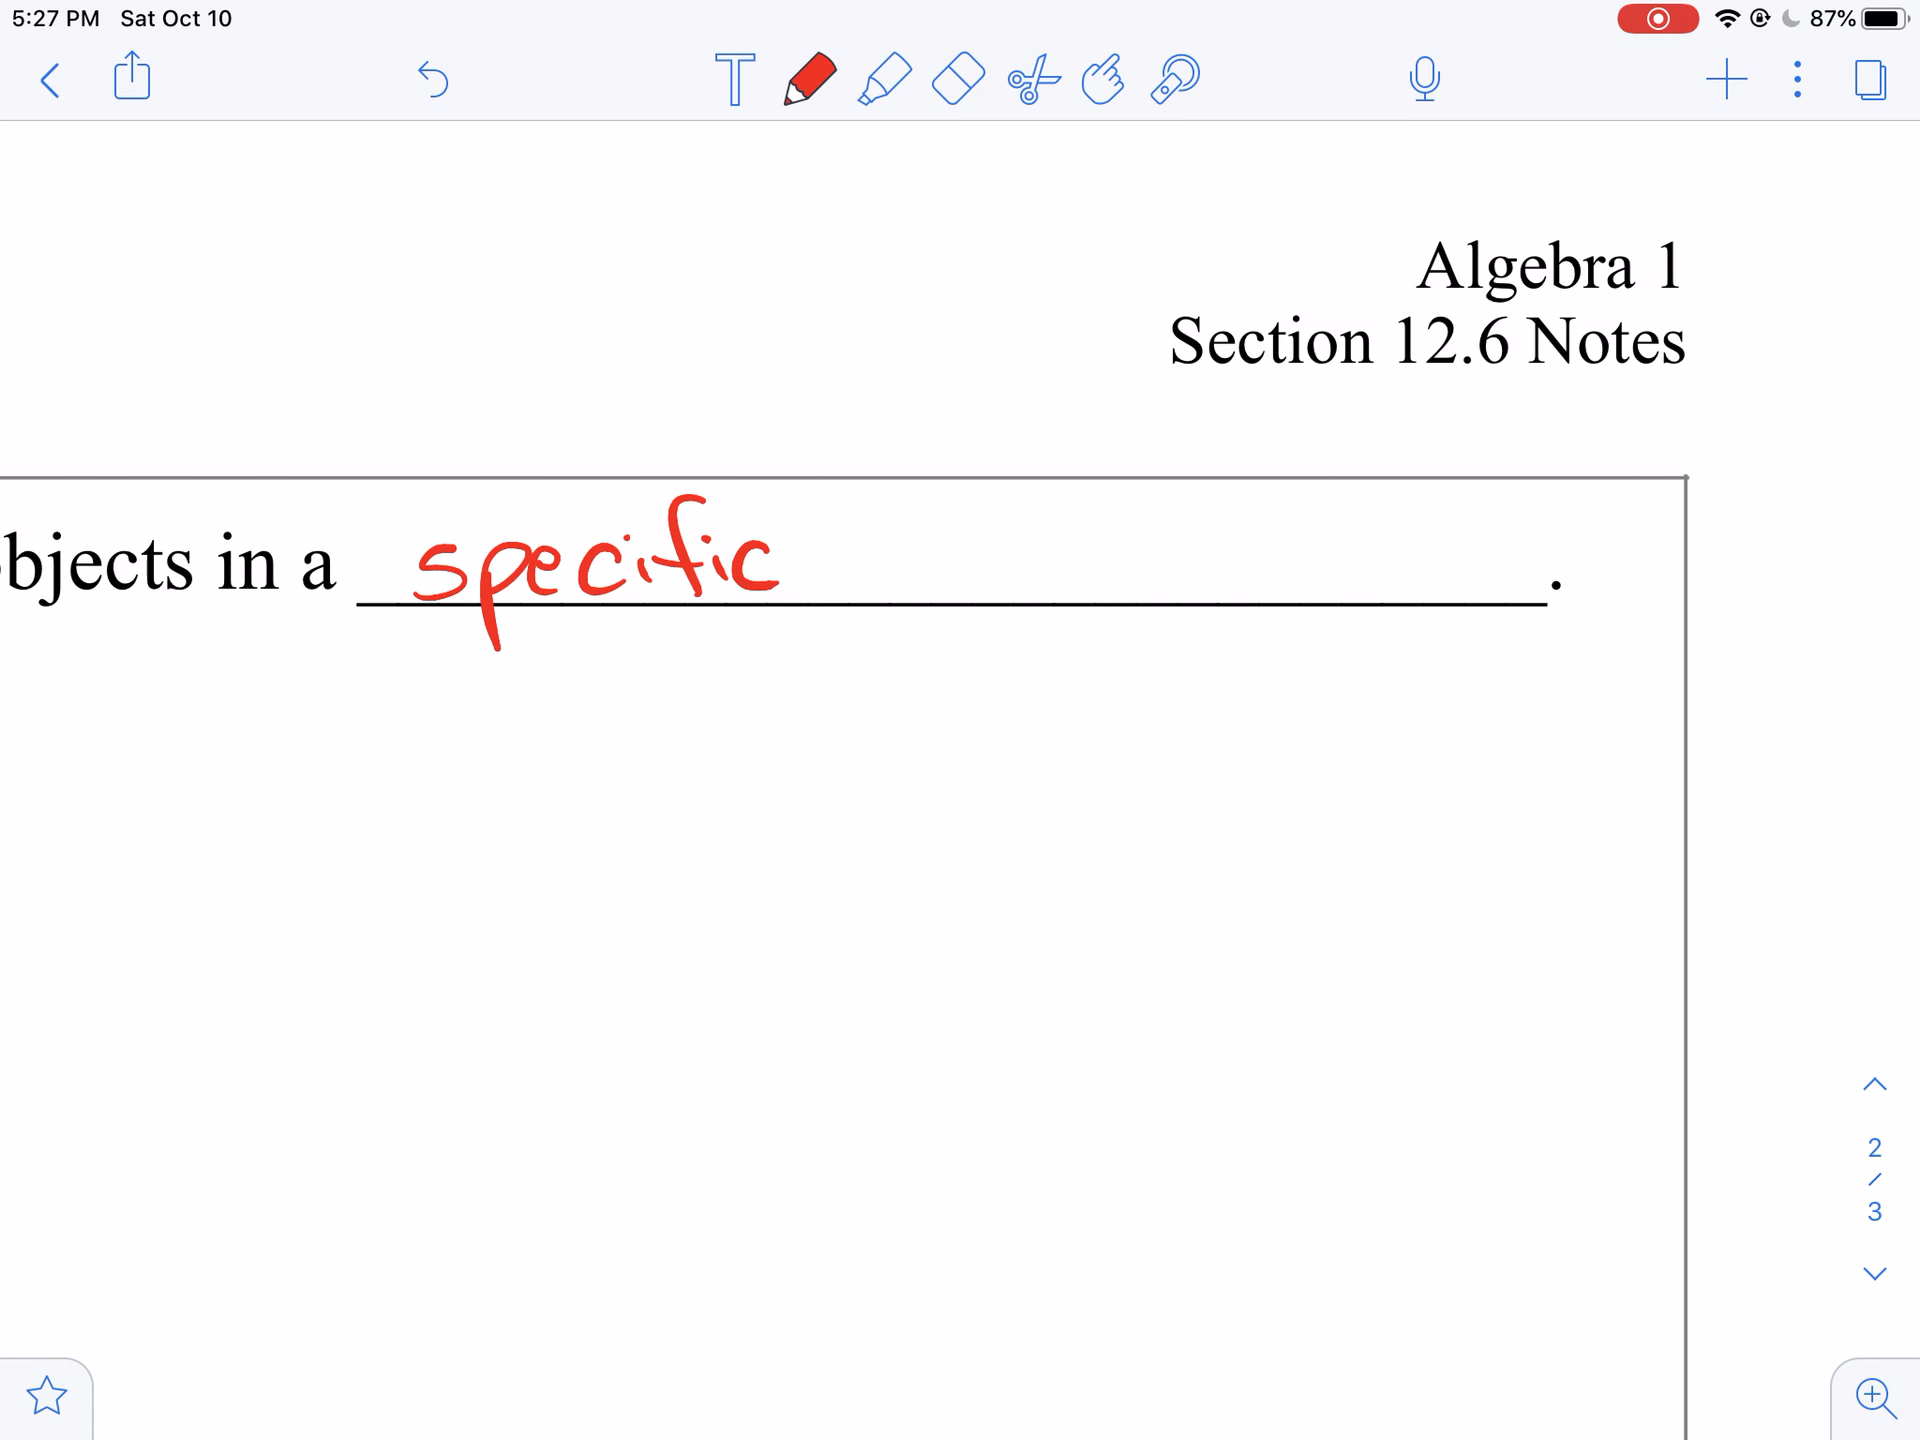 5:27 PM Sat Oct 10
87%
Algebra 1
Section 12.6 Notes
bjects in a specific .
2
/
3